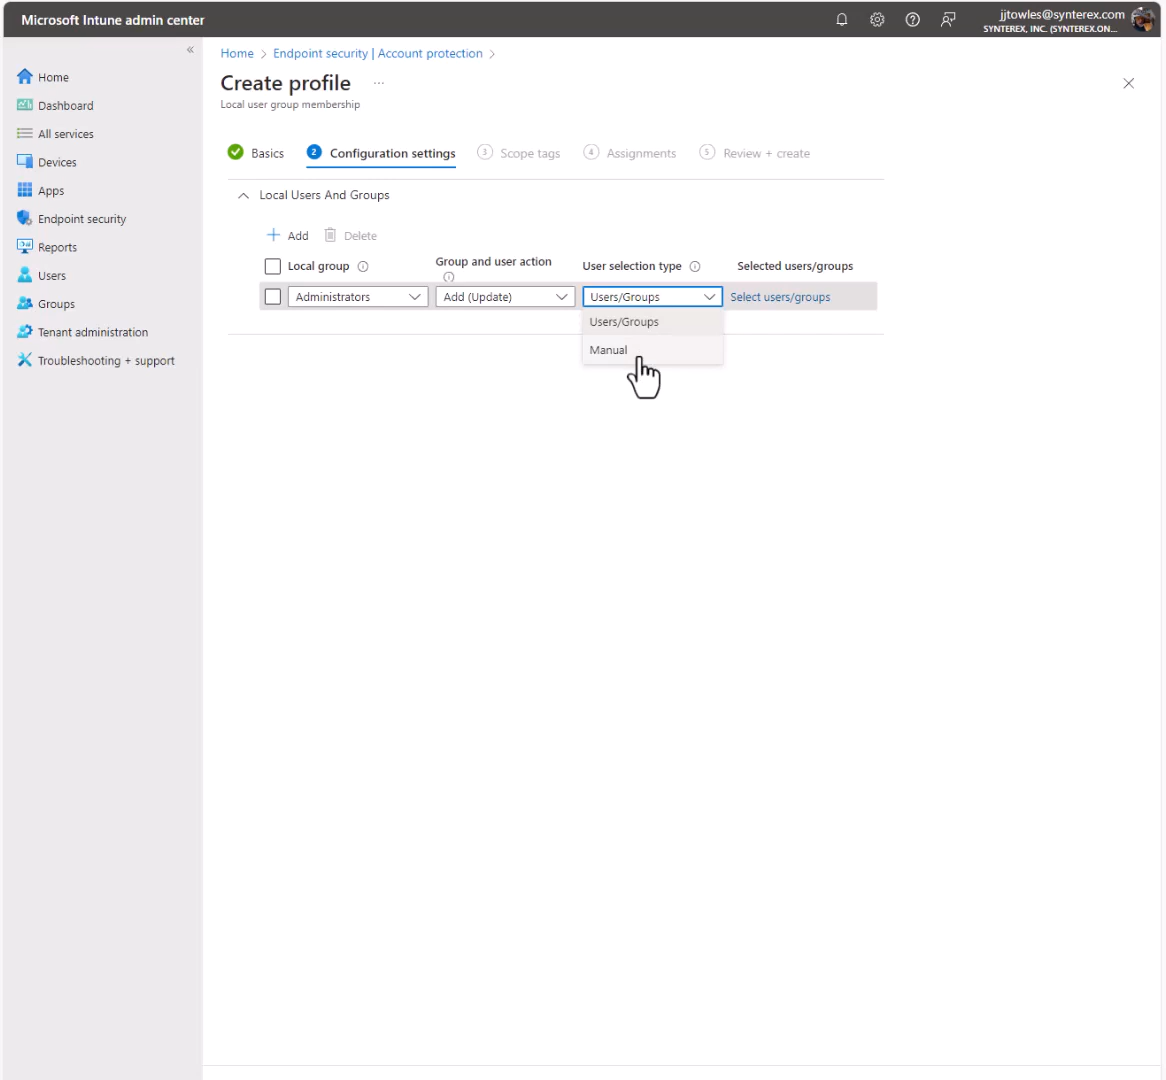 Microsoft Intune admin center
jjtowles@synterex.com
SYNTEREX, INC. (SYNTEREX.ON...
«
Home
Dashboard
All services
Devices
Apps
Endpoint security
Reports
Users
Groups
Tenant administration
Troubleshooting + support
Home > Endpoint security | Account protection >
Create profile ...
Local user group membership
Basics 2 Configuration settings 3 Scope tags 4 Assignments 5 Review + create
Local Users And Groups
+ Add Delete
Local group Group and user action User selection type Selected users/groups
Administrators Add (Update) Users/Groups Select users/groups
Users/Groups
Manual